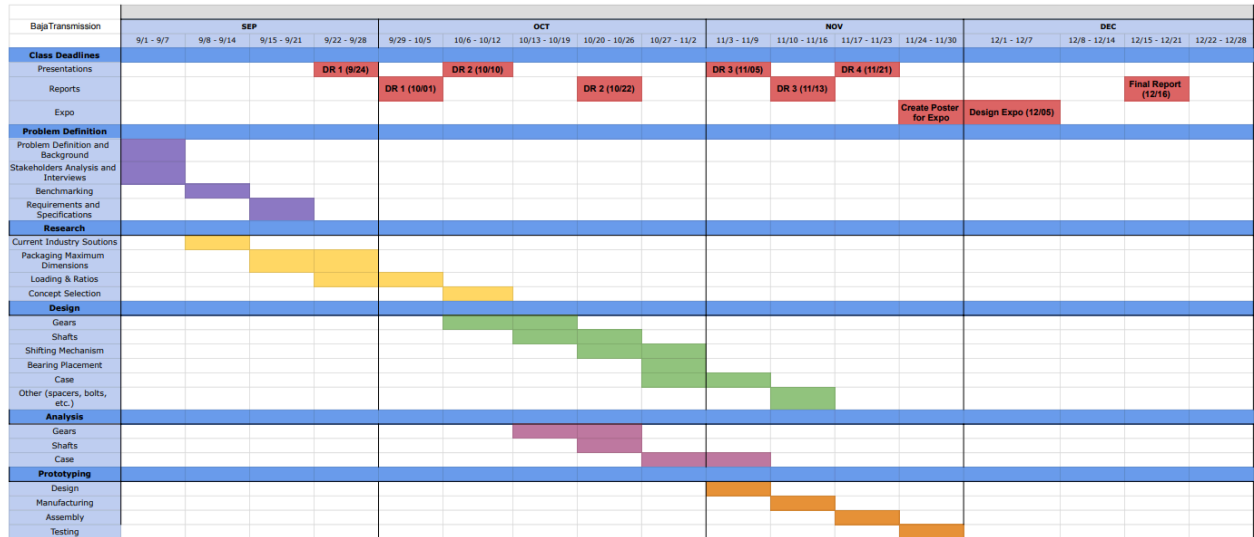 BajaTransmission
SEP
OCT
NOV
DEC
9/1 - 9/7
9/8 - 9/14
9/15 - 9/21
9/22 - 9/28
9/29 - 10/5
10/6 - 10/12
10/13 - 10/19
10/20 - 10/26
10/27 - 11/2
11/3 - 11/9
11/10 - 11/16
11/17 - 11/23
11/24 - 11/30
12/1 - 12/7
12/8 - 12/14
12/15 - 12/21
12/22 - 12/28
Class Deadlines
Presentations
DR 1 (9/24)
DR 2 (10/10)
DR 3 (11/05)
DR 4 (11/21)
Reports
DR 1 (10/01)
DR 2 (10/22)
DR 3 (11/13)
Final Report
(12/16)
Expo
Create Poster
for Expo
Design Expo (12/05)
Problem Definition
Problem Definition and
Background
Stakeholders Analysis and
Interviews
Benchmarking
Requirements and
Specifications
Research
Current Industry Soutions
Packaging Maximum
Dimensions
Loading & Ratios
Concept Selection
Design
Gears
Shafts
Shifting Mechanism
Bearing Placement
Case
Other (spacers, bolts,
etc.)
Analysis
Gears
Shafts
Case
Prototyping
Design
Manufacturing
Assembly
Testing